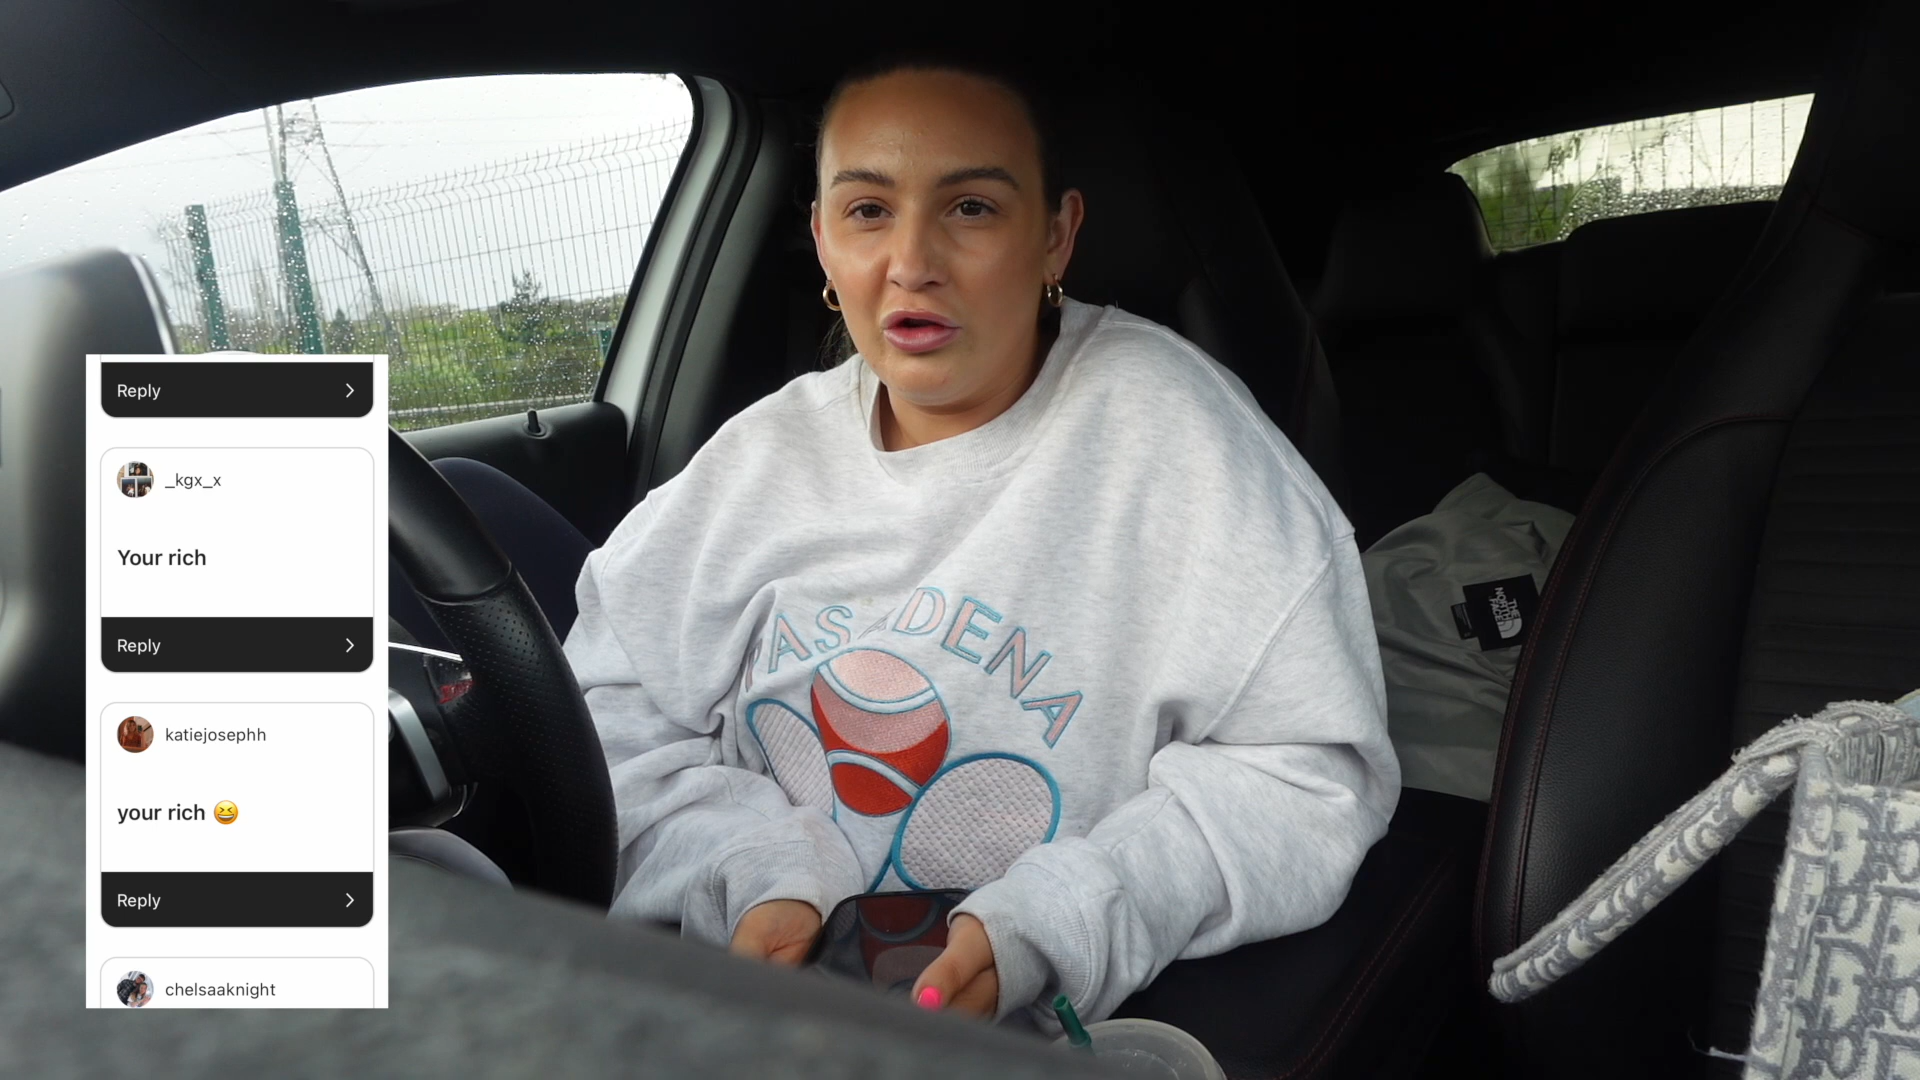 Reply
_kgx_x
Your rich
Reply
katiejosephh
your rich 😆
Reply
chelsaaknight
PASADENA
THE
NORTH
FACE